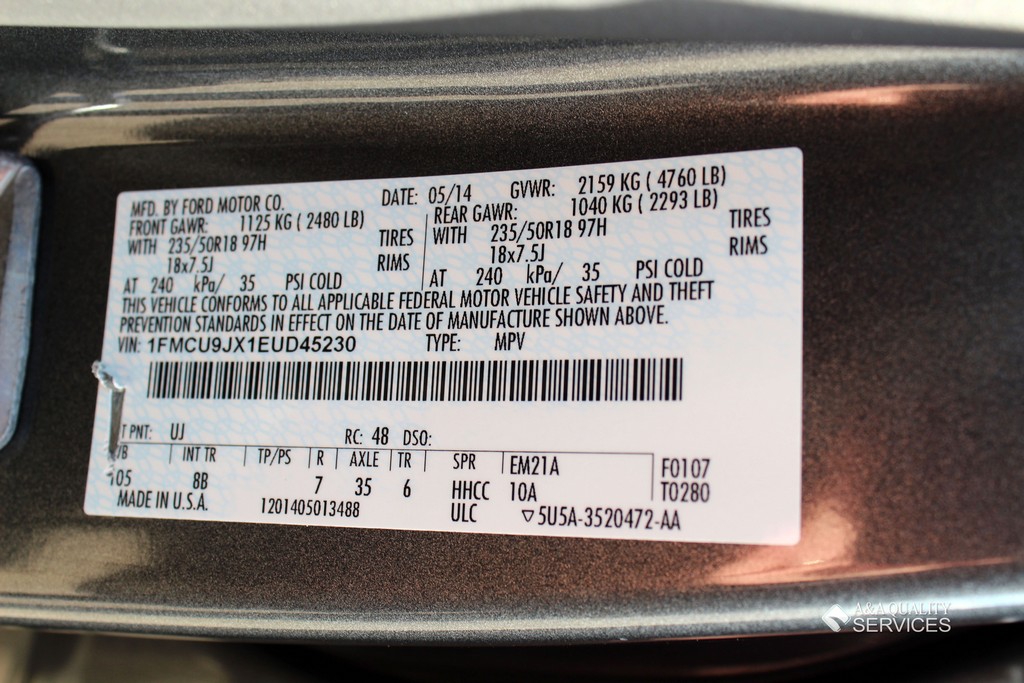 MFD. BY FORD MOTOR CO. DATE: 05/14 GVWR: 2159 KG ( 4760 LB)
FRONT GAWR: 1125 KG ( 2480 LB) REAR GAWR: 1040 KG ( 2293 LB)
WITH 235/50R18 97H TIRES WITH 235/50R18 97H TIRES
18x7.5J RIMS 18x7.5J RIMS
AT 240 kPa/ 35 PSI COLD AT 240 kPa/ 35 PSI COLD
THIS VEHICLE CONFORMS TO ALL APPLICABLE FEDERAL MOTOR VEHICLE SAFETY AND THEFT
PREVENTION STANDARDS IN EFFECT ON THE DATE OF MANUFACTURE SHOWN ABOVE.
VIN: 1FMCU9JX1EUD45230 TYPE: MPV
T PNT: UJ RC: 48 DSO:
/B INT TR TP/PS R AXLE TR SPR EM21A F0107
105 8B 7 35 6 HHCC 10A T0280
MADE IN U.S.A. 1201405013488 ULC ▽5U5A-3520472-AA
A&A QUALITY
SERVICES